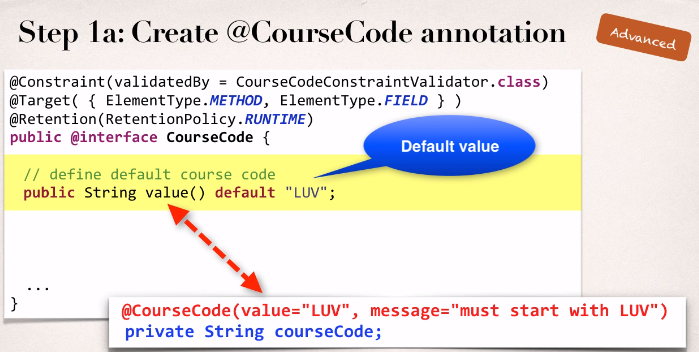 Step 1a: Create @CourseCode annotation
Advanced
@Constraint(validatedBy = CourseCodeConstraintValidator.class)
@Target( { ElementType.METHOD, ElementType.FIELD } )
@Retention(RetentionPolicy.RUNTIME)
public @interface CourseCode {
Default value
// define default course code
public String value() default "LUV";
...
}
@CourseCode(value="LUV", message="must start with LUV")
private String courseCode;